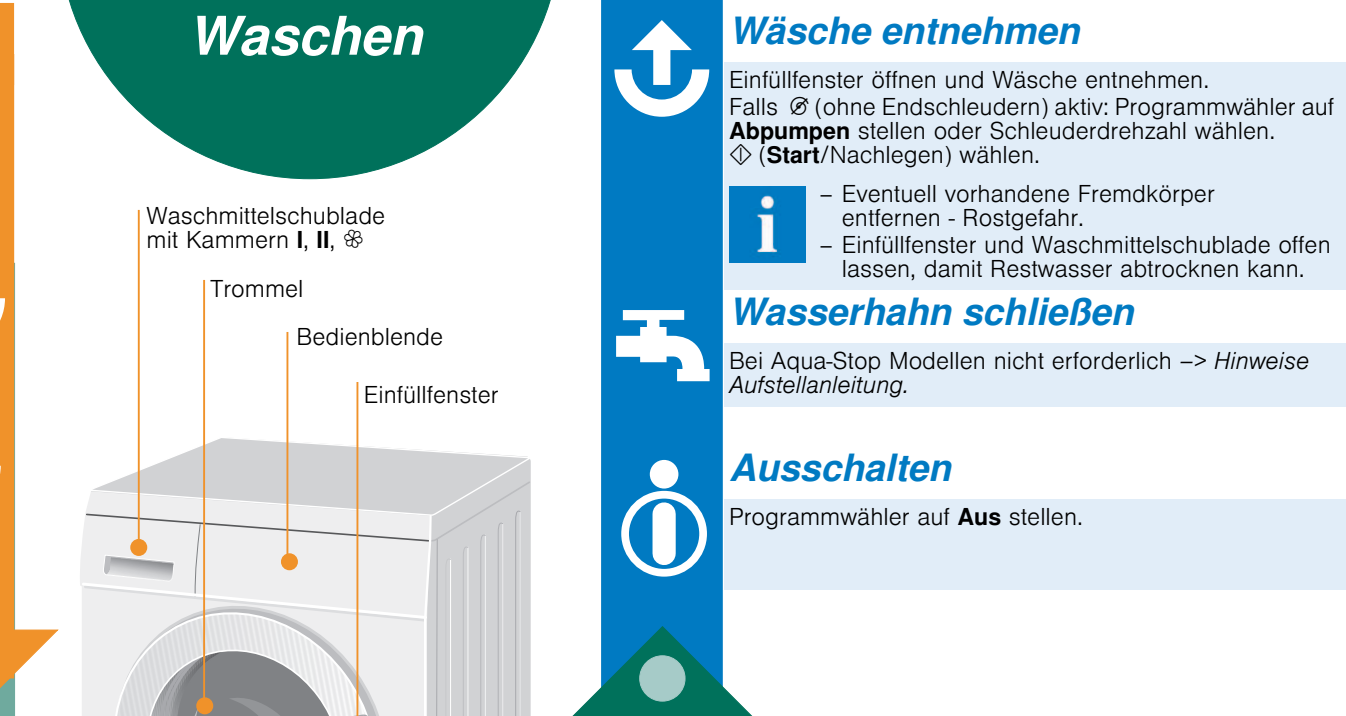 Waschen
Waschmittelschublade
mit Kammern I, II, ֍
Trommel
Bedienblende
Einfüllfenster
Wäsche entnehmen
Einfüllfenster öffnen und Wäsche entnehmen.
Falls (ohne Endschleudern) aktiv: Programmwähler auf
Abpumpen stellen oder Schleuderdrehzahl wählen.
(Start/Nachlegen) wählen.
i
– Eventuell vorhandene Fremdkörper
entfernen - Rostgefahr.
– Einfüllfenster und Waschmittelschublade offen
lassen, damit Restwasser abtrocknen kann.
Wasserhahn schließen
Bei Aqua-Stop Modellen nicht erforderlich –> Hinweise
Aufstellanleitung.
Ausschalten
Programmwähler auf Aus stellen.